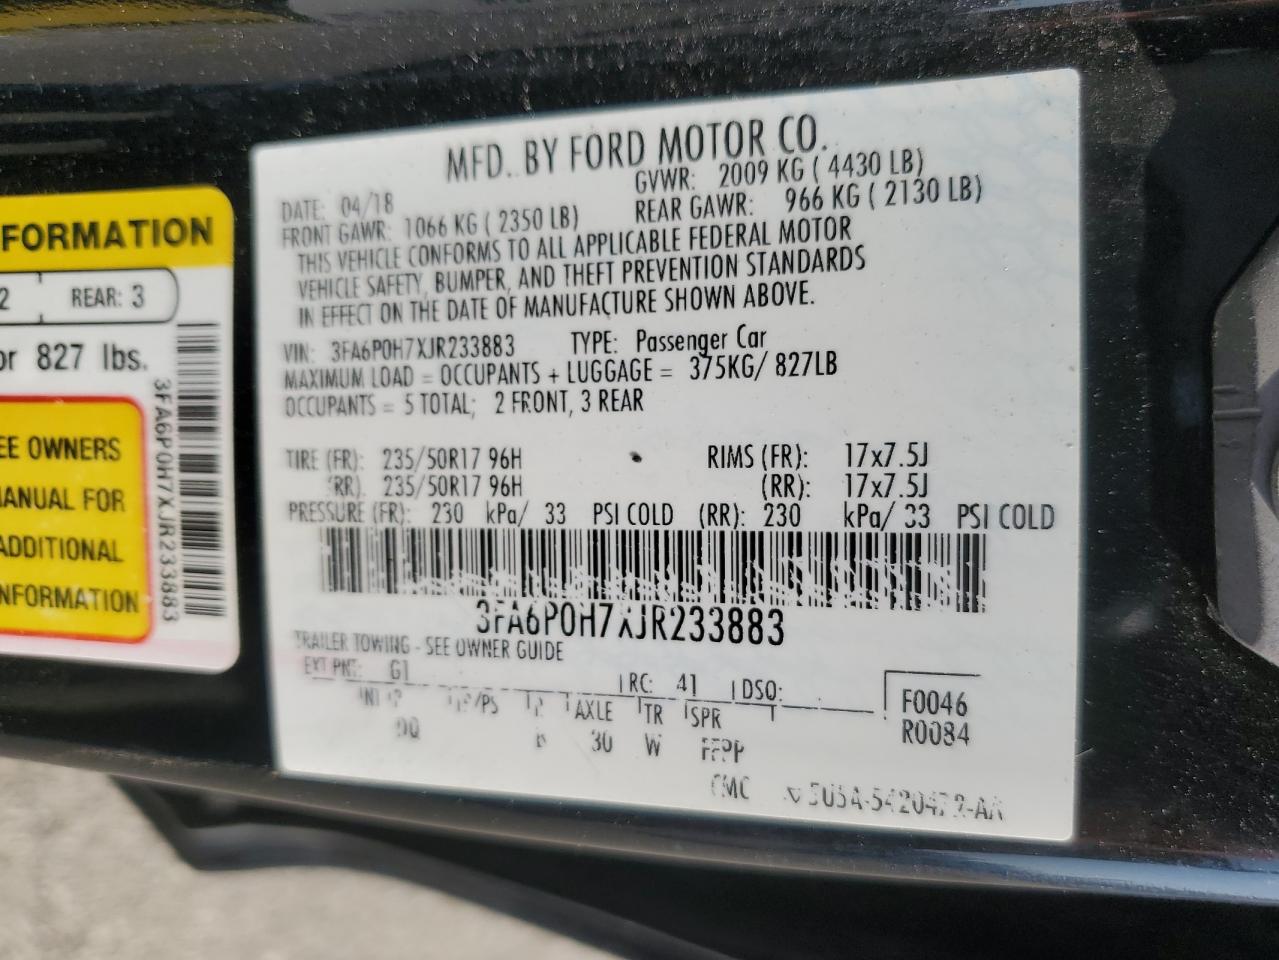 FORMATION
2 REAR: 3
or 827 lbs.
3FA6P0H7XJR233883
OWNERS
MANUAL FOR
ADDITIONAL
INFORMATION
MFD. BY FORD MOTOR CO.
DATE: 04/18 GVWR: 2009 KG ( 4430 LB)
FRONT GAWR: 1066 KG ( 2350 LB) REAR GAWR: 966 KG ( 2130 LB)
THIS VEHICLE CONFORMS TO ALL APPLICABLE FEDERAL MOTOR
VEHICLE SAFETY, BUMPER, AND THEFT PREVENTION STANDARDS
IN EFFECT ON THE DATE OF MANUFACTURE SHOWN ABOVE.
VIN: 3FA6P0H7XJR233883 TYPE: Passenger Car
MAXIMUM LOAD = OCCUPANTS + LUGGAGE = 375KG/ 827LB
OCCUPANTS = 5 TOTAL; 2 FRONT, 3 REAR
TIRE (FR): 235/50R17 96H RIMS (FR): 17x7.5J
(RR). 235/50R17 96H (RR): 17x7.5J
PRESSURE (FR): 230 kPa/ 33 PSI COLD (RR): 230 kPa/ 33 PSI COLD
3FA6P0H7XJR233883
TRAILER TOWING - SEE OWNER GUIDE
EXT PNT: G1 RC: 41 DSO: F0046
AXLE TR SPR R0084
30 W